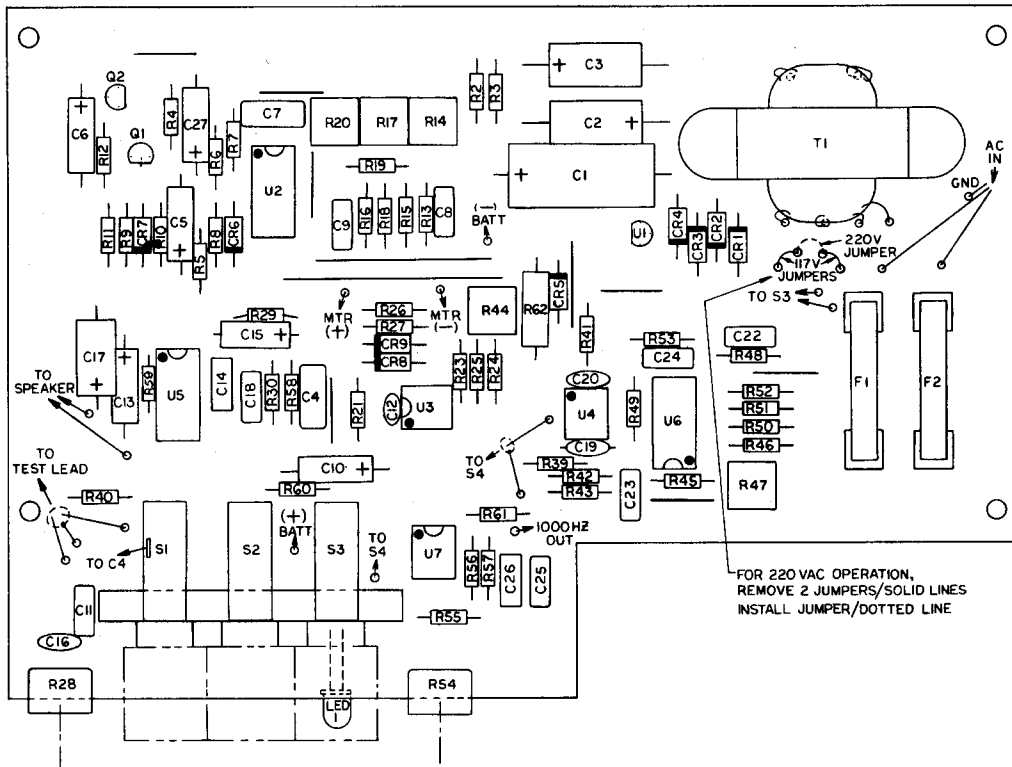 Q2
C6
+
R12
Q1
R4
C27
+
R6
R7
C7
U2
R20
R17
R14
R19
R2
R3
+
C3
C2
+
+
C1
T1
AC
IN
GND
R11
R9
CR7
R10
C5
+
R5
R8
CR6
C9
R16
R18
R15
R13
C8
(-)
BATT
U1
CR4
CR3
CR2
CR1
220V
JUMPER
117V
JUMPERS
TO S3
MTR
(+)
MTR
(-)
R26
R27
CR9
CR8
R44
R62
CR5
R41
R29
C15
+
C17
+
C13
+
R59
U5
C14
C18
R30
R58
C4
R21
C12
U3
R23
R25
R24
C20
U4
C19
R49
R53
C24
U6
C22
R48
R52
R51
R50
R46
R47
F1
F2
TO
SPEAKER
TO
TEST LEAD
R40
C10
+
R60
TO
S4
R39
R42
R43
C23
R45
R61
1000HZ
OUT
(+)
BATT
TO
S4
TO C4
S1
S2
S3
U7
R56
R57
C26
C25
R55
C11
C16
R28
R54
LED
1
FOR 220 VAC OPERATION,
REMOVE 2 JUMPERS/SOLID LINES
INSTALL JUMPER/DOTTED LINE